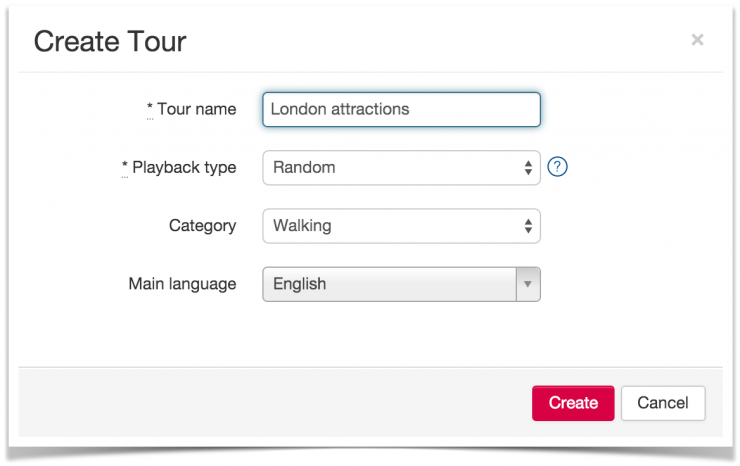 Create Tour ×
* Tour name London attractions
* Playback type Random ?
Category Walking
Main language English
Create Cancel